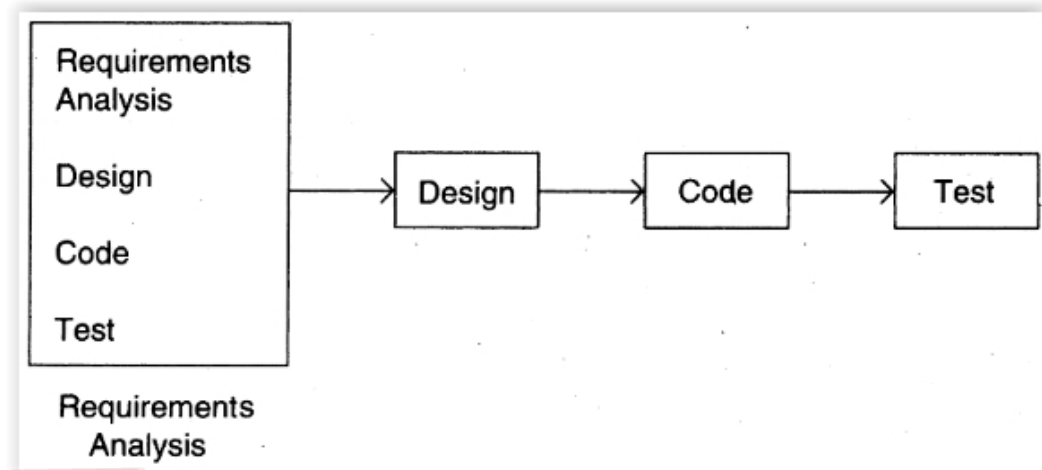 Requirements
Analysis
Design
Code
Test
Design
Code
Test
Requirements
Analysis